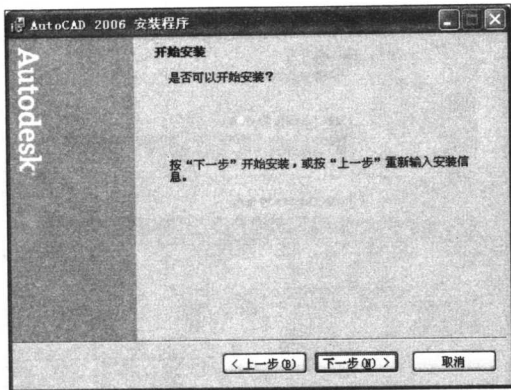 AutoCAD 2006 安装程序
Autodesk
开始安装
是否可以开始安装？
按“下一步”开始安装，或按“上一步”重新输入安装信
息。
<上一步(B)
下一步(N)>
取消